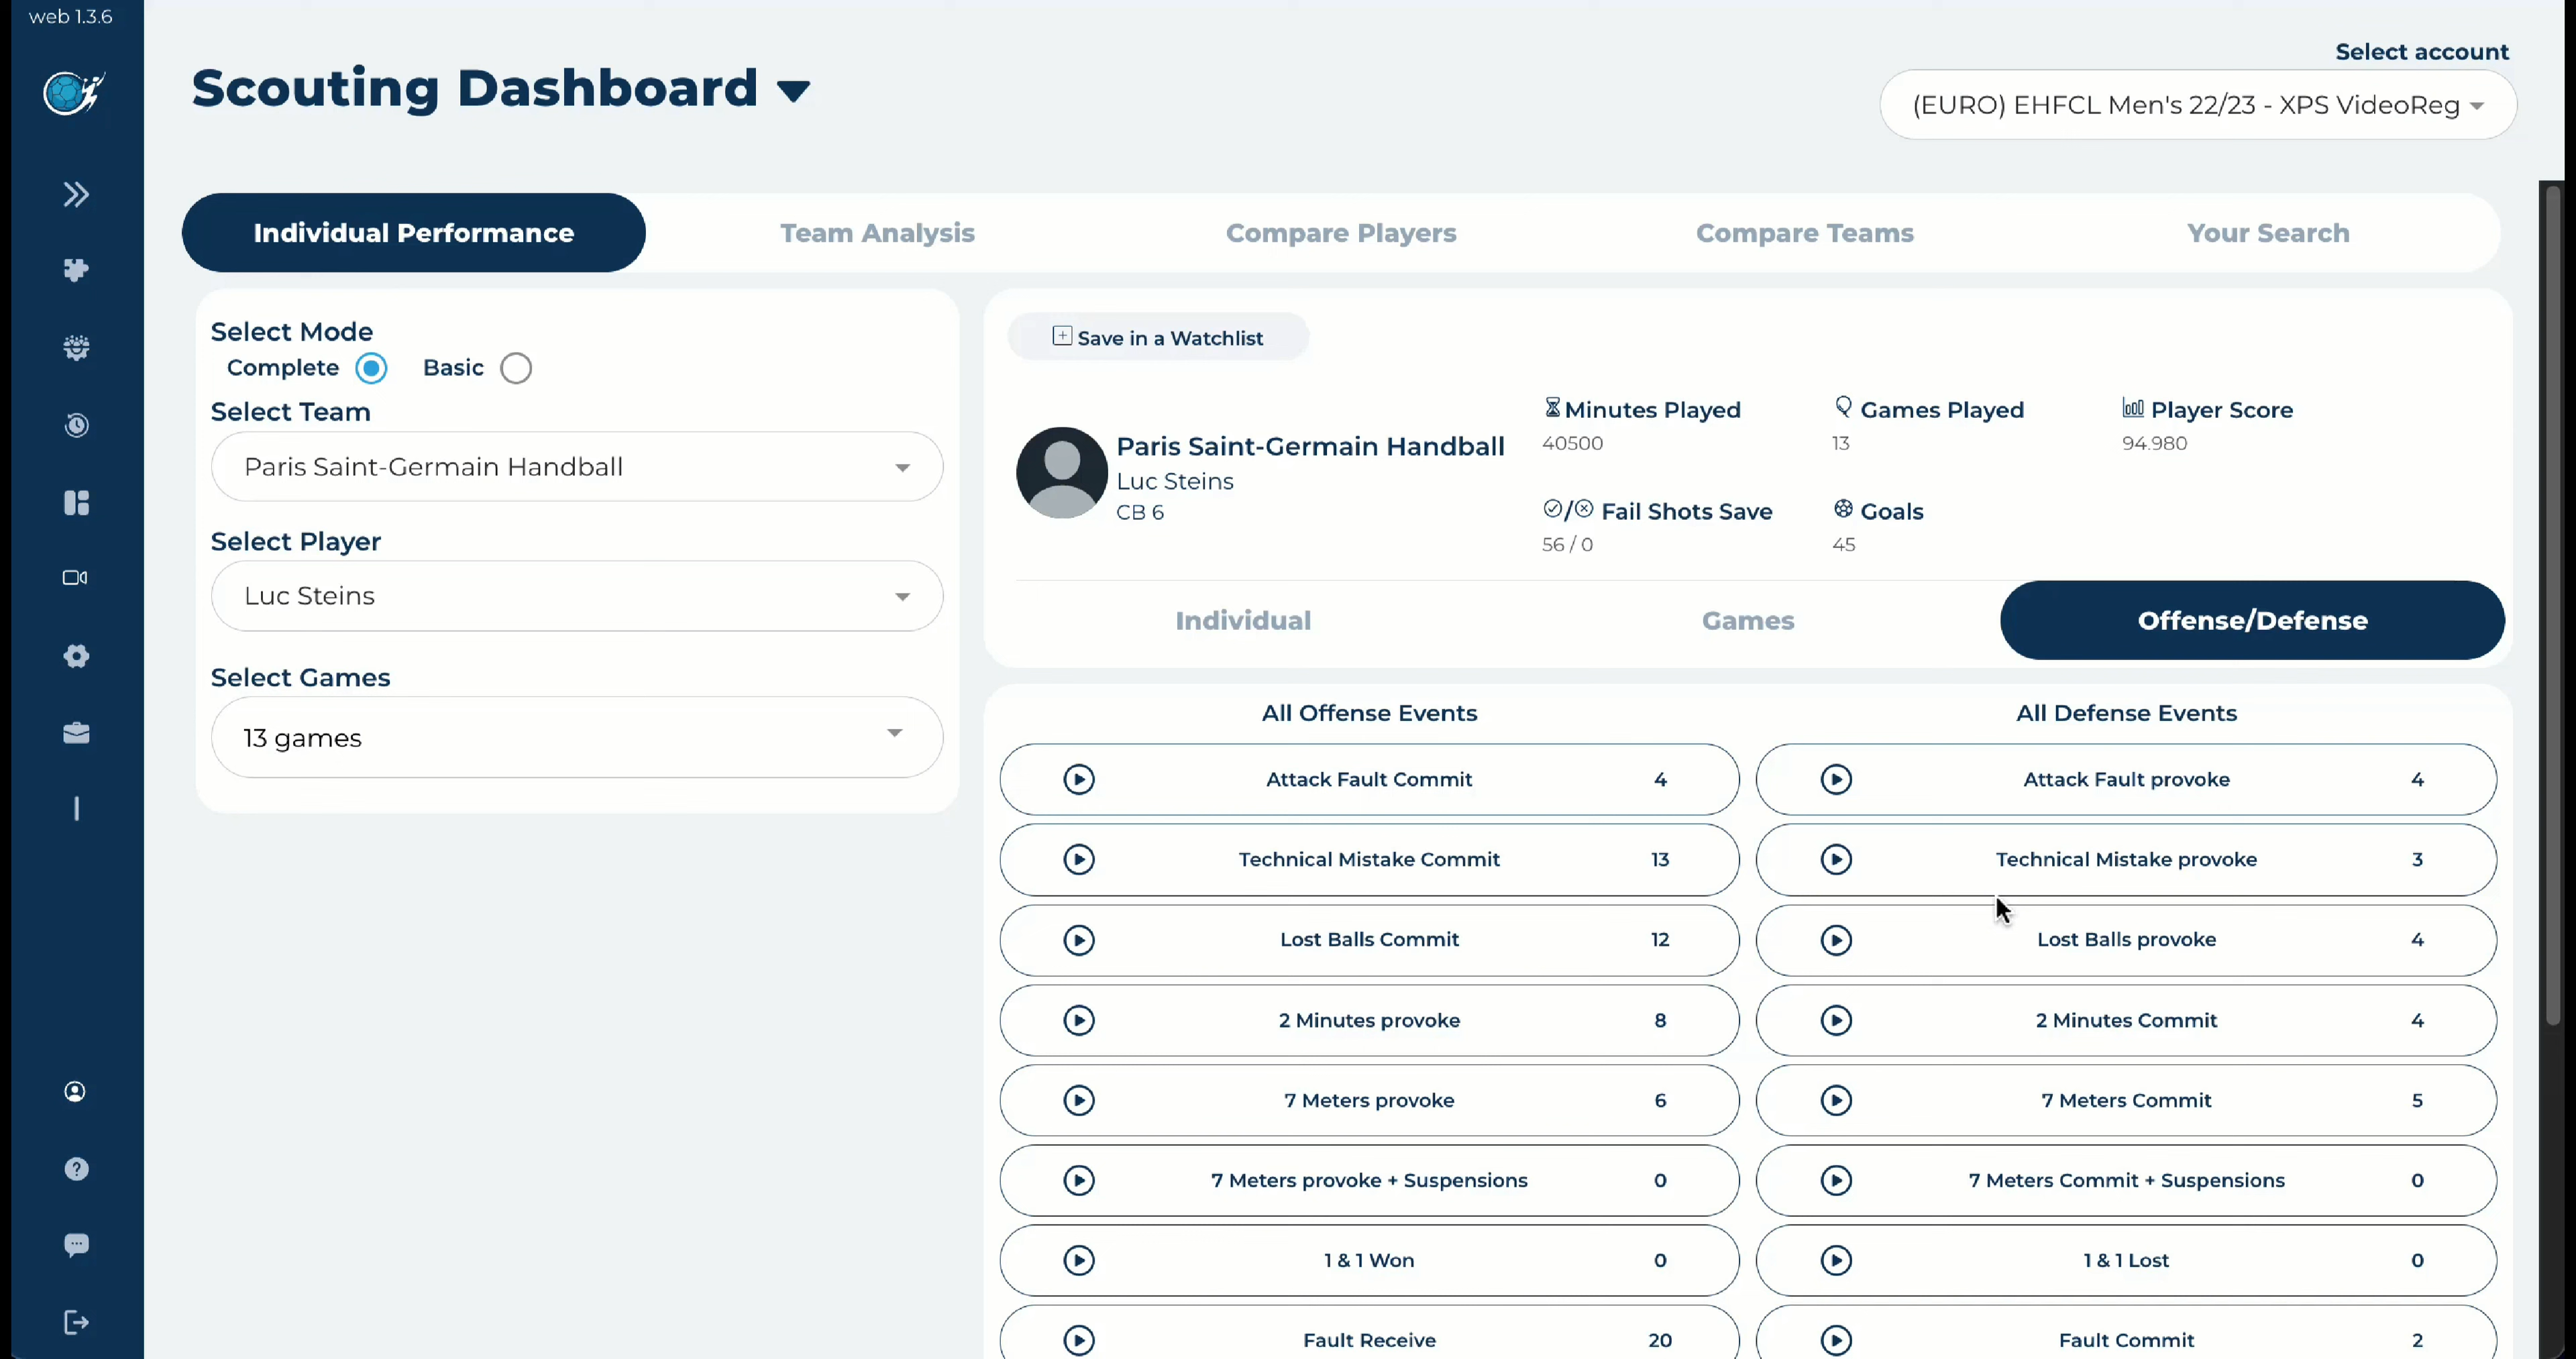 web 1.3.6
Scouting Dashboard
Select account
(EURO) EHFCL Men's 22/23 - XPS VideoReg
Individual Performance
Team Analysis
Compare Players
Compare Teams
Your Search
Select Mode
Complete
Basic
Select Team
Paris Saint-Germain Handball
Select Player
Luc Steins
Select Games
13 games
Save in a Watchlist
Paris Saint-Germain Handball
Luc Steins
CB 6
Minutes Played
40500
Games Played
13
Player Score
94.980
/ Fail Shots Save
56 / 0
Goals
45
Individual
Games
Offense/Defense
All Offense Events
Attack Fault Commit 4
Technical Mistake Commit 13
Lost Balls Commit 12
2 Minutes provoke 8
7 Meters provoke 6
7 Meters provoke + Suspensions 0
1 & 1 Won 0
Fault Receive 20
All Defense Events
Attack Fault provoke 4
Technical Mistake provoke 3
Lost Balls provoke 4
2 Minutes Commit 4
7 Meters Commit 5
7 Meters Commit + Suspensions 0
1 & 1 Lost 0
Fault Commit 2